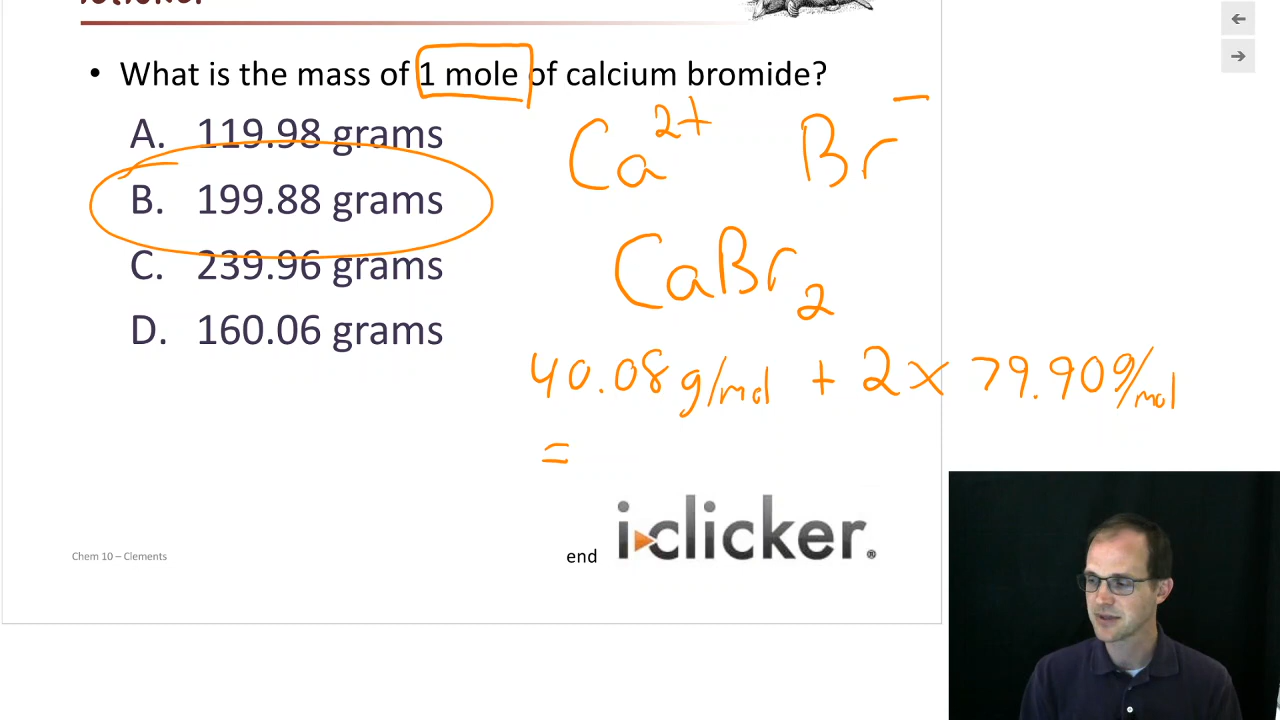 iclicker
• What is the mass of 1 mole of calcium bromide?
A. 119.98 grams
B. 199.88 grams
C. 239.96 grams
D. 160.06 grams
Ca²⁺ Br⁻
CaBr₂
40.08 g/mol + 2 × 79.90 g/mol
=
i>clicker.®
Chem 10 – Clements
end